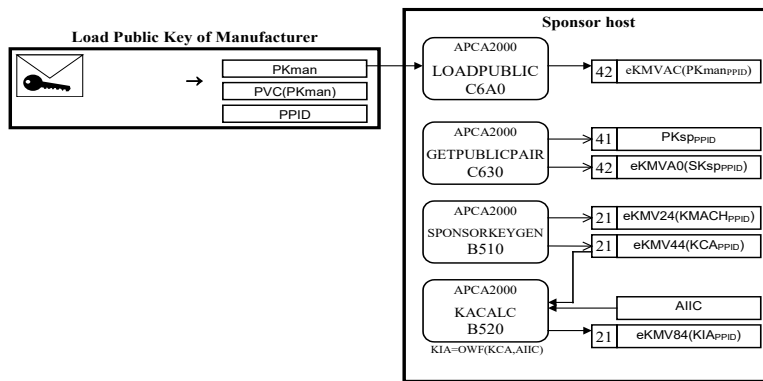 Sponsor host
Load Public Key of Manufacturer
→
PKman
PVC(PKman)
PPID
APCA2000
LOADPUBLIC
C6A0
42 eKMVAC(PKmanPPID)
APCA2000
GETPUBLICPAIR
C630
41 PKspPPID
42 eKMVA0(SKspPPID)
APCA2000
SPONSORKEYGEN
B510
21 eKMV24(KMACHPPID)
21 eKMV44(KCAPPID)
APCA2000
KACALC
B520
KIA=OWF(KCA,AIIC)
AIIC
21 eKMV84(KIAPPID)